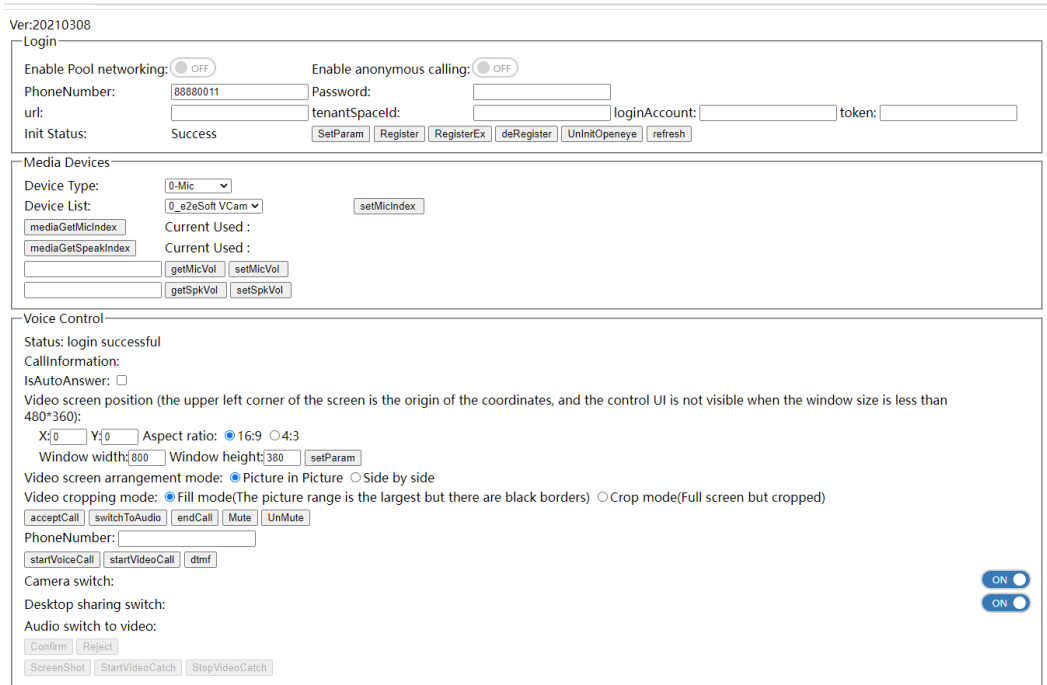 Ver:20210308
Login
Enable Pool networking: OFF Enable anonymous calling: OFF
PhoneNumber: 88880011 Password:
url: tenantSpaceId: loginAccount: token:
Init Status: Success SetParam Register RegisterEx deRegister UnInitOpeneye refresh
Media Devices
Device Type: 0-Mic
Device List: 0_e2eSoft VCam setMicIndex
mediaGetMicIndex Current Used :
mediaGetSpeakIndex Current Used :
getMicVol setMicVol
getSpkVol setSpkVol
Voice Control
Status: login successful
CallInformation:
IsAutoAnswer:
Video screen position (the upper left corner of the screen is the origin of the coordinates, and the control UI is not visible when the window size is less than
480*360):
X: 0 Y: 0 Aspect ratio: 16:9 4:3
Window width: 800 Window height: 380 setParam
Video screen arrangement mode: Picture in Picture Side by side
Video cropping mode: Fill mode(The picture range is the largest but there are black borders) Crop mode(Full screen but cropped)
acceptCall switchToAudio endCall Mute UnMute
PhoneNumber:
startVoiceCall startVideoCall dtmf
Camera switch: ON
Desktop sharing switch: ON
Audio switch to video:
Confirm Reject
ScreenShot StartVideoCatch StopVideoCatch